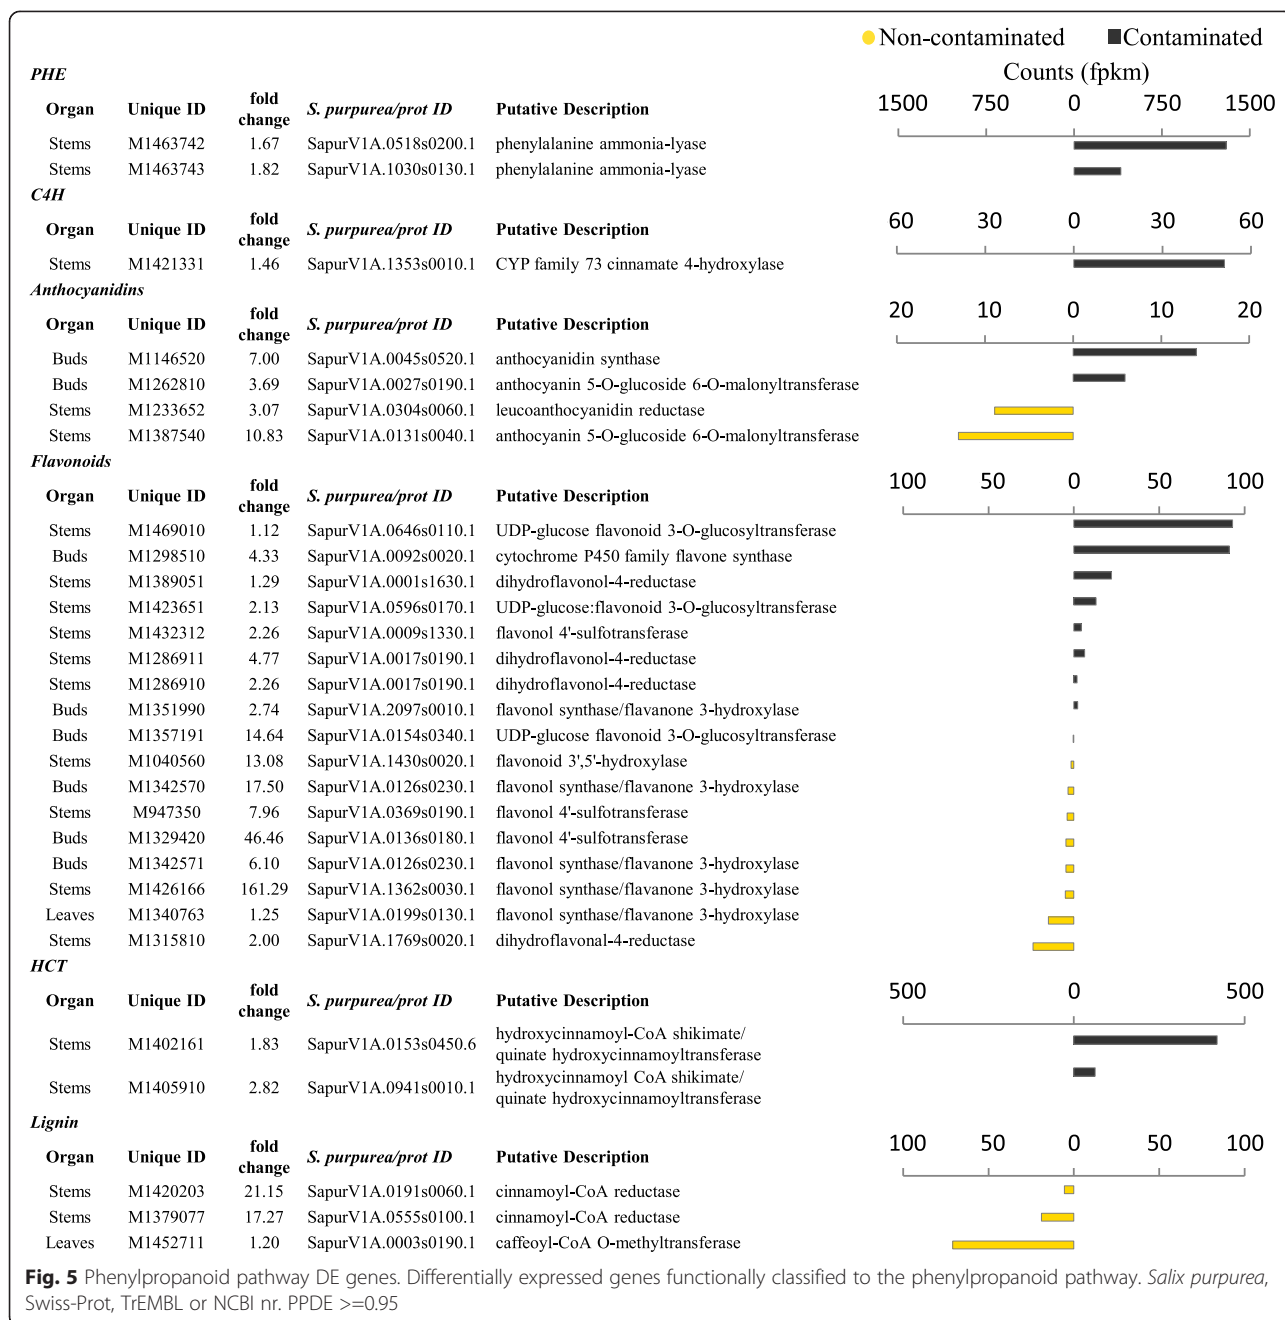 Non-contaminated Contaminated
PHE Counts (fpkm)
Organ Unique ID fold change S. purpurea/prot ID Putative Description 1500 750 0 750 1500
Stems M1463742 1.67 SapurV1A.0518s0200.1 phenylalanine ammonia-lyase
Stems M1463743 1.82 SapurV1A.1030s0130.1 phenylalanine ammonia-lyase
C4H
Organ Unique ID fold change S. purpurea/prot ID Putative Description 60 30 0 30 60
Stems M1421331 1.46 SapurV1A.1353s0010.1 CYP family 73 cinnamate 4-hydroxylase
Anthocyanidins
Organ Unique ID fold change S. purpurea/prot ID Putative Description 20 10 0 10 20
Buds M1146520 7.00 SapurV1A.0045s0520.1 anthocyanidin synthase
Buds M1262810 3.69 SapurV1A.0027s0190.1 anthocyanin 5-O-glucoside 6-O-malonyltransferase
Stems M1233652 3.07 SapurV1A.0304s0060.1 leucoanthocyanidin reductase
Stems M1387540 10.83 SapurV1A.0131s0040.1 anthocyanin 5-O-glucoside 6-O-malonyltransferase
Flavonoids
Organ Unique ID fold change S. purpurea/prot ID Putative Description 100 50 0 50 100
Stems M1469010 1.12 SapurV1A.0646s0110.1 UDP-glucose flavonoid 3-O-glucosyltransferase
Buds M1298510 4.33 SapurV1A.0092s0020.1 cytochrome P450 family flavone synthase
Stems M1389051 1.29 SapurV1A.0001s1630.1 dihydroflavonol-4-reductase
Stems M1423651 2.13 SapurV1A.0596s0170.1 UDP-glucose:flavonoid 3-O-glucosyltransferase
Stems M1432312 2.26 SapurV1A.0009s1330.1 flavonol 4'-sulfotransferase
Stems M1286911 4.77 SapurV1A.0017s0190.1 dihydroflavonol-4-reductase
Stems M1286910 2.26 SapurV1A.0017s0190.1 dihydroflavonol-4-reductase
Buds M1351990 2.74 SapurV1A.2097s0010.1 flavonol synthase/flavanone 3-hydroxylase
Buds M1357191 14.64 SapurV1A.0154s0340.1 UDP-glucose flavonoid 3-O-glucosyltransferase
Stems M1040560 13.08 SapurV1A.1430s0020.1 flavonoid 3',5'-hydroxylase
Buds M1342570 17.50 SapurV1A.0126s0230.1 flavonol synthase/flavanone 3-hydroxylase
Stems M947350 7.96 SapurV1A.0369s0190.1 flavonol 4'-sulfotransferase
Buds M1329420 46.46 SapurV1A.0136s0180.1 flavonol 4'-sulfotransferase
Buds M1342571 6.10 SapurV1A.0126s0230.1 flavonol synthase/flavanone 3-hydroxylase
Stems M1426166 161.29 SapurV1A.1362s0030.1 flavonol synthase/flavanone 3-hydroxylase
Leaves M1340763 1.25 SapurV1A.0199s0130.1 flavonol synthase/flavanone 3-hydroxylase
Stems M1315810 2.00 SapurV1A.1769s0020.1 dihydroflavonal-4-reductase
HCT
Organ Unique ID fold change S. purpurea/prot ID Putative Description 500 0 500
Stems M1402161 1.83 SapurV1A.0153s0450.6 hydroxycinnamoyl-CoA shikimate/
quinate hydroxycinnamoyltransferase
Stems M1405910 2.82 SapurV1A.0941s0010.1 hydroxycinnamoyl CoA shikimate/
quinate hydroxycinnamoyltransferase
Lignin
Organ Unique ID fold change S. purpurea/prot ID Putative Description 100 50 0 50 100
Stems M1420203 21.15 SapurV1A.0191s0060.1 cinnamoyl-CoA reductase
Stems M1379077 17.27 SapurV1A.0555s0100.1 cinnamoyl-CoA reductase
Leaves M1452711 1.20 SapurV1A.0003s0190.1 caffeoyl-CoA O-methyltransferase
Fig. 5 Phenylpropanoid pathway DE genes. Differentially expressed genes functionally classified to the phenylpropanoid pathway. Salix purpurea,
Swiss-Prot, TrEMBL or NCBI nr. PPDE >=0.95